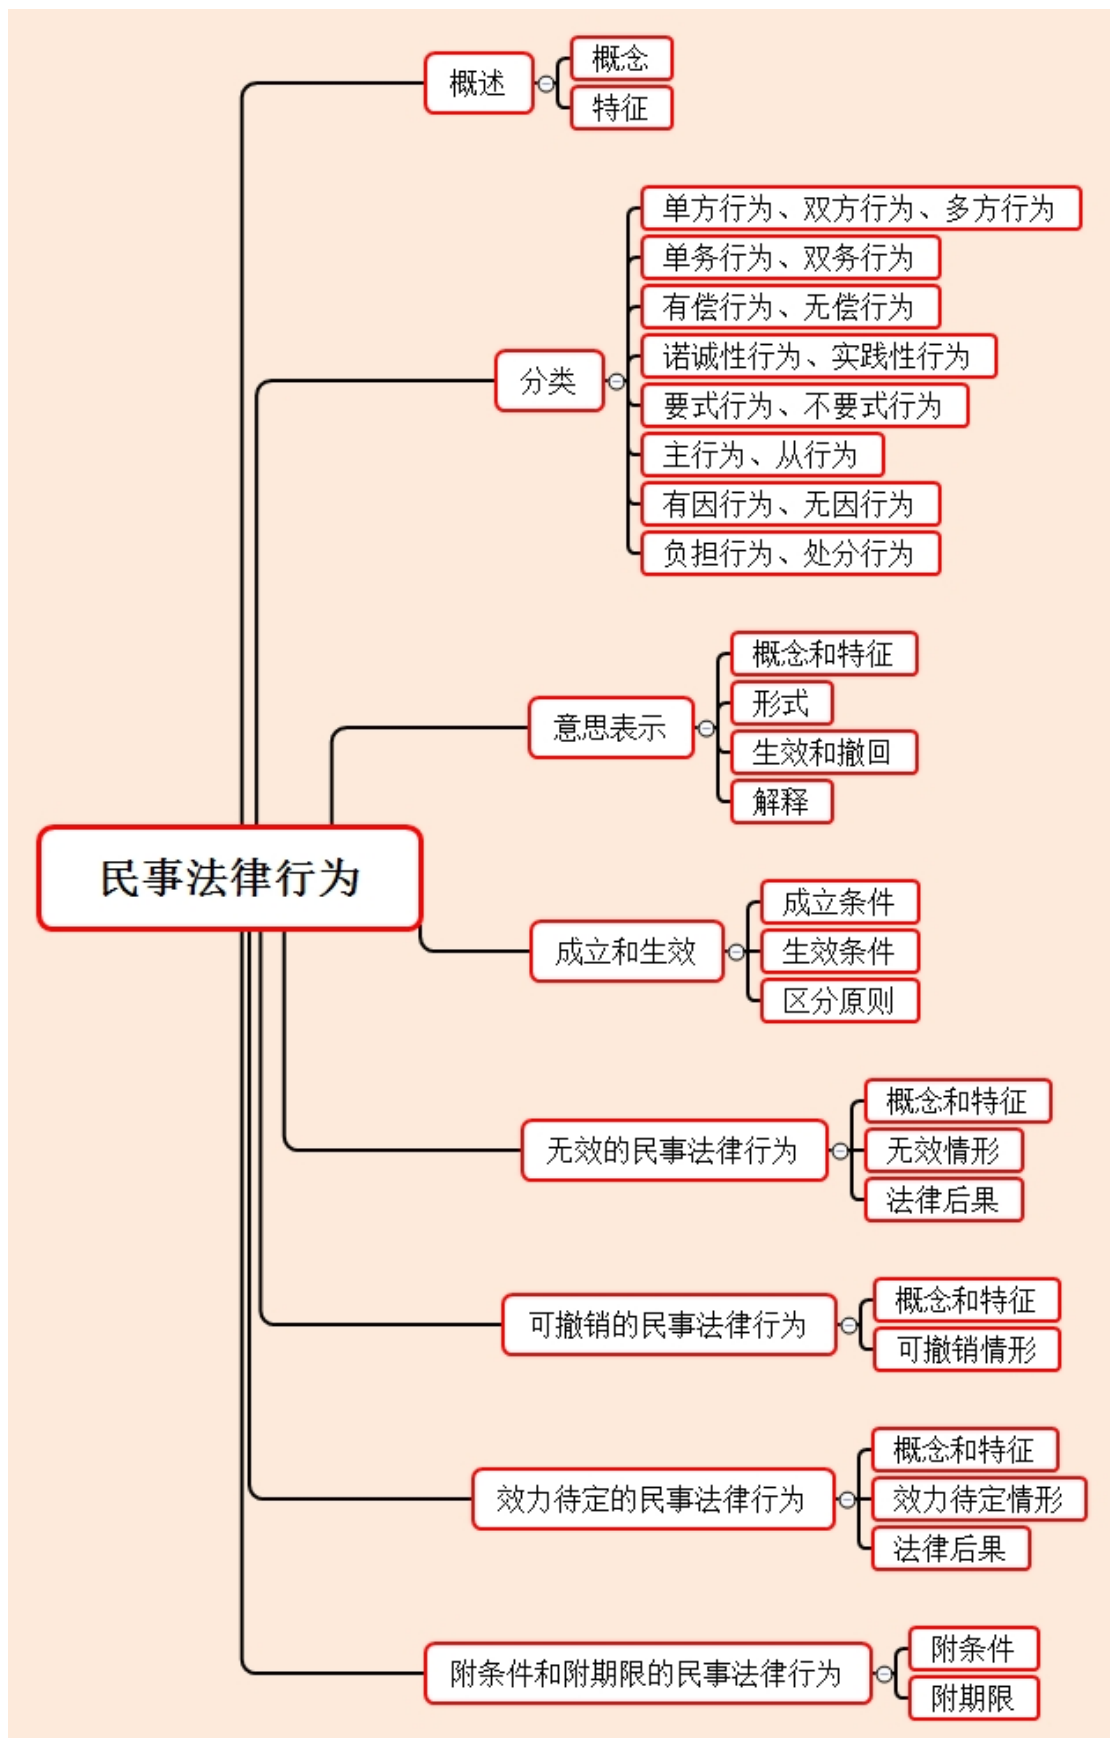 概述
概念
特征
分类
单方行为、双方行为、多方行为
单务行为、双务行为
有偿行为、无偿行为
诺诚性行为、实践性行为
要式行为、不要式行为
主行为、从行为
有因行为、无因行为
负担行为、处分行为
意思表示
概念和特征
形式
生效和撤回
解释
民事法律行为
成立和生效
成立条件
生效条件
区分原则
无效的民事法律行为
概念和特征
无效情形
法律后果
可撤销的民事法律行为
概念和特征
可撤销情形
效力待定的民事法律行为
概念和特征
效力待定情形
法律后果
附条件和附期限的民事法律行为
附条件
附期限